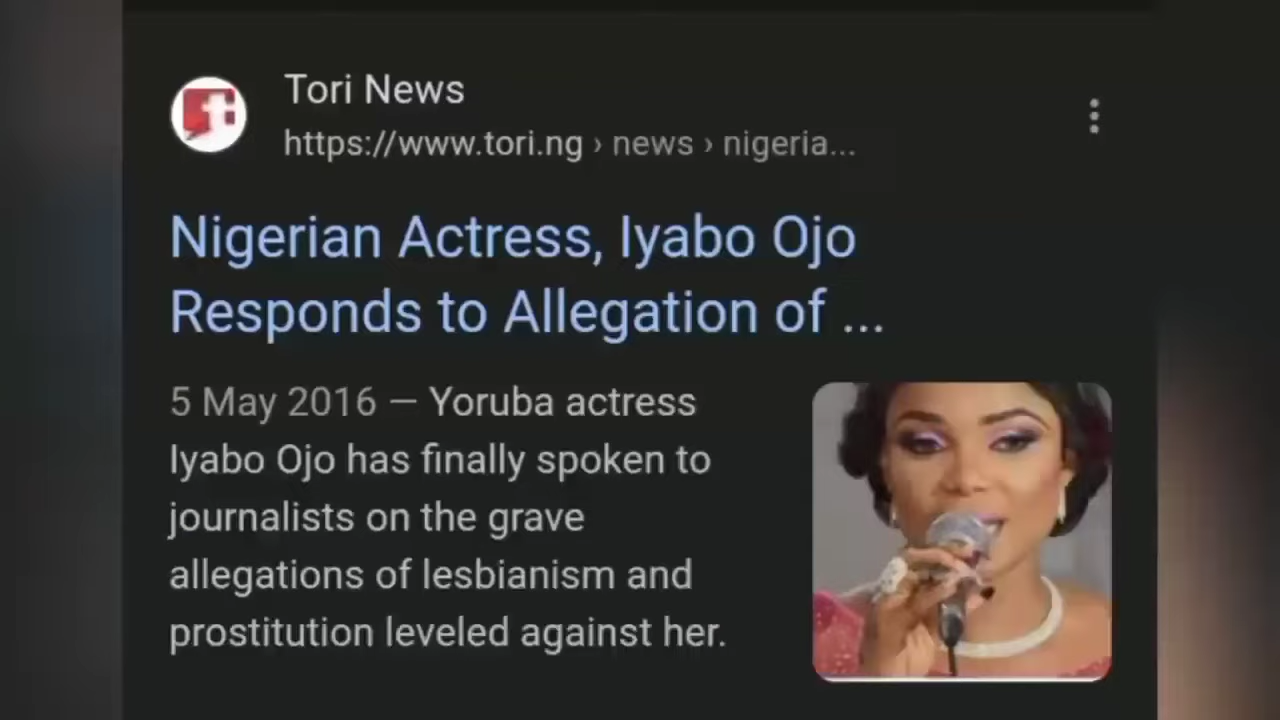 Tori News
https://www.tori.ng › news › nigeria...
Nigerian Actress, Iyabo Ojo
Responds to Allegation of ...
5 May 2016 — Yoruba actress
Iyabo Ojo has finally spoken to
journalists on the grave
allegations of lesbianism and
prostitution leveled against her.